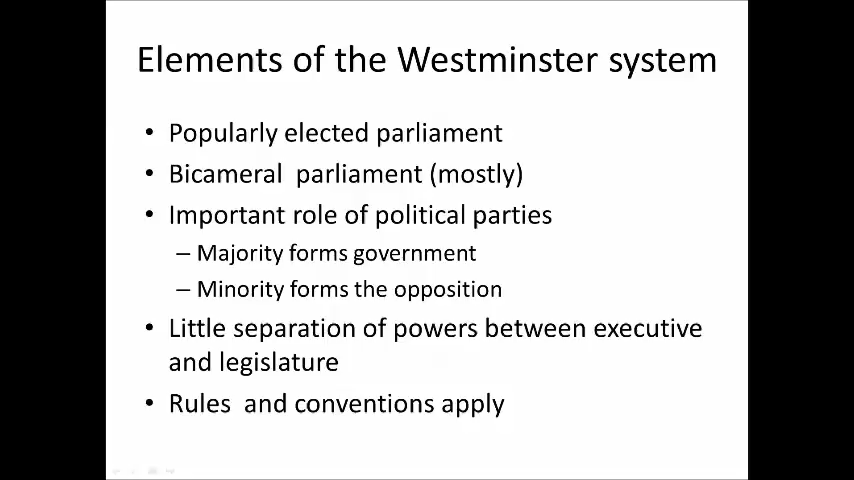 Elements of the Westminster system
• Popularly elected parliament
• Bicameral parliament (mostly)
• Important role of political parties
– Majority forms government
– Minority forms the opposition
• Little separation of powers between executive
and legislature
• Rules and conventions apply